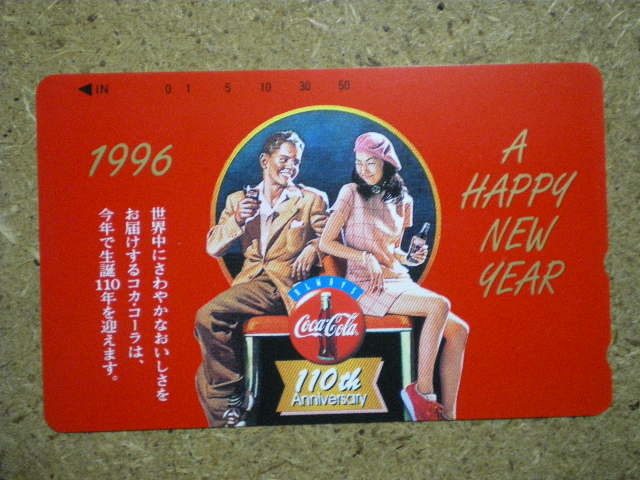 ◀IN 0 1 5 10 30 50
1996
A
HAPPY
NEW
YEAR
世界中にさわやかなおいしさを
お届けするコカ·コーラは、
今年で生誕110年を迎えます。
ALWAYS
Coca-Cola
110th
Anniversary